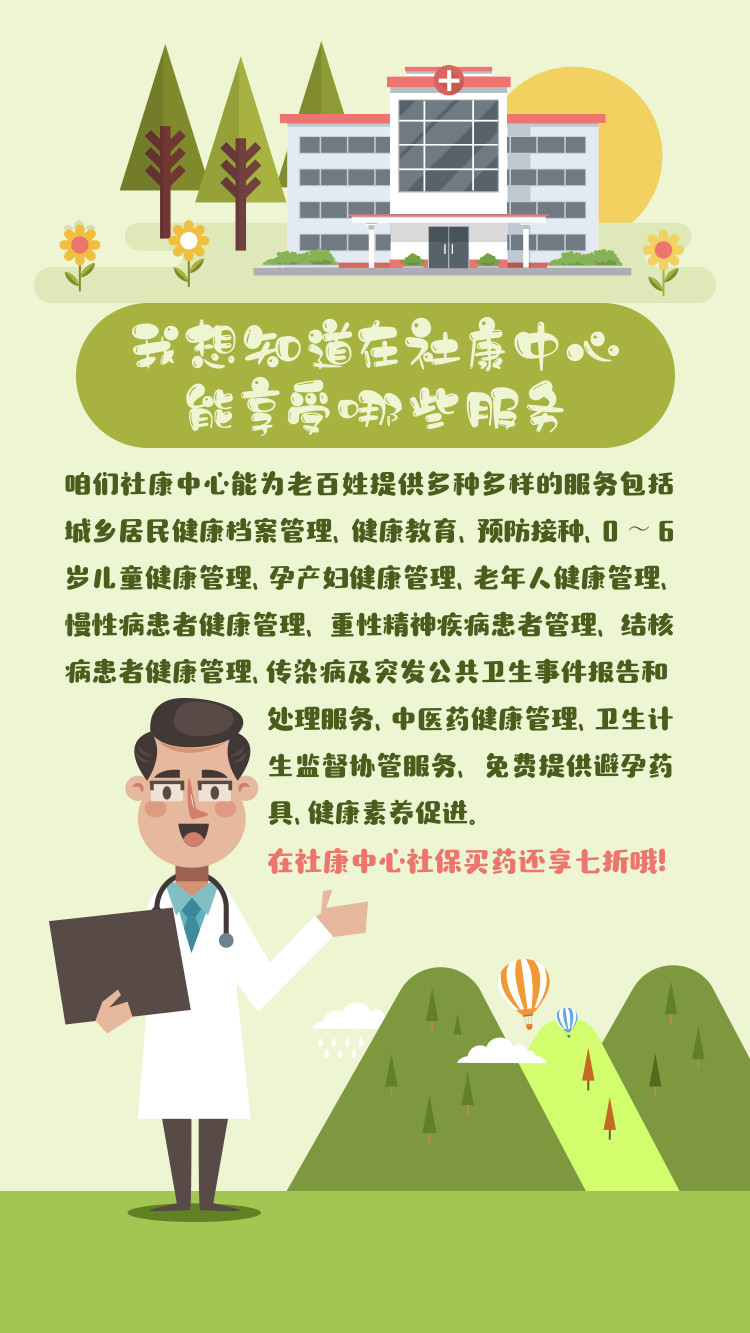 我想知道在社康中心
能享受哪些服务
咱们社康中心能为老百姓提供多种多样的服务包括
城乡居民健康档案管理、健康教育、预防接种、0～6
岁儿童健康管理、孕产妇健康管理、老年人健康管理、
慢性病患者健康管理、重性精神疾病患者管理、结核
病患者健康管理、传染病及突发公共卫生事件报告和
处理服务、中医药健康管理、卫生计
生监督协管服务、免费提供避孕药
具、健康素养促进。
在社康中心社保买药还享七折哦!